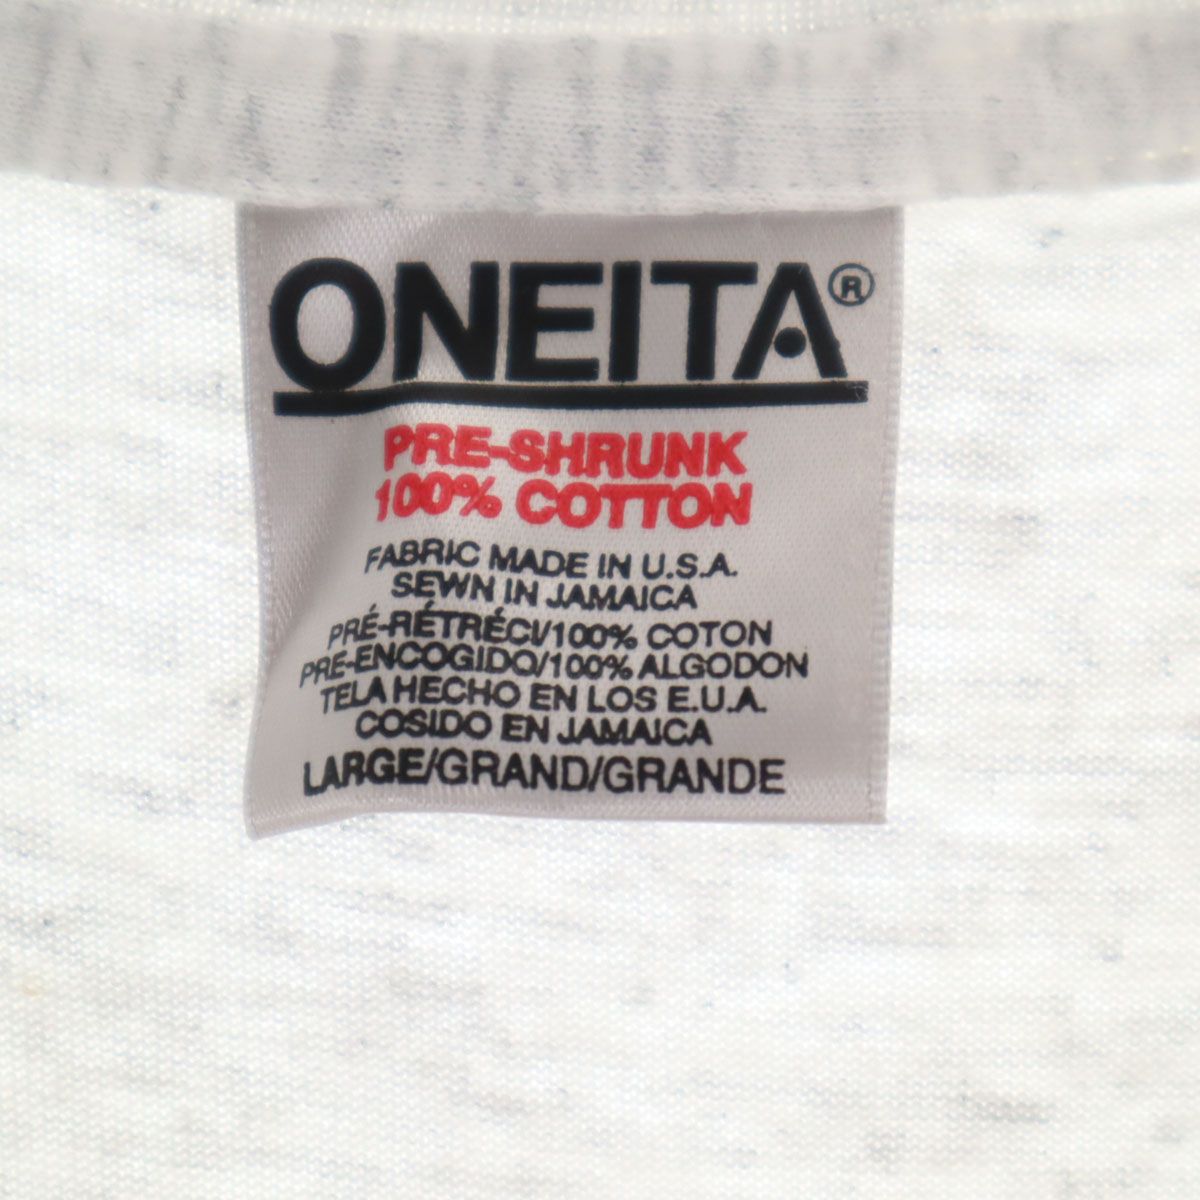 ONEITA®
PRE-SHRUNK
100% COTTON
FABRIC MADE IN U.S.A.
SEWN IN JAMAICA
PRÉ-RÉTRÉCI/100% COTON
PRE-ENCOGIDO/100% ALGODON
TELA HECHO EN LOS E.U.A.
COSIDO EN JAMAICA
LARGE/GRAND/GRANDE